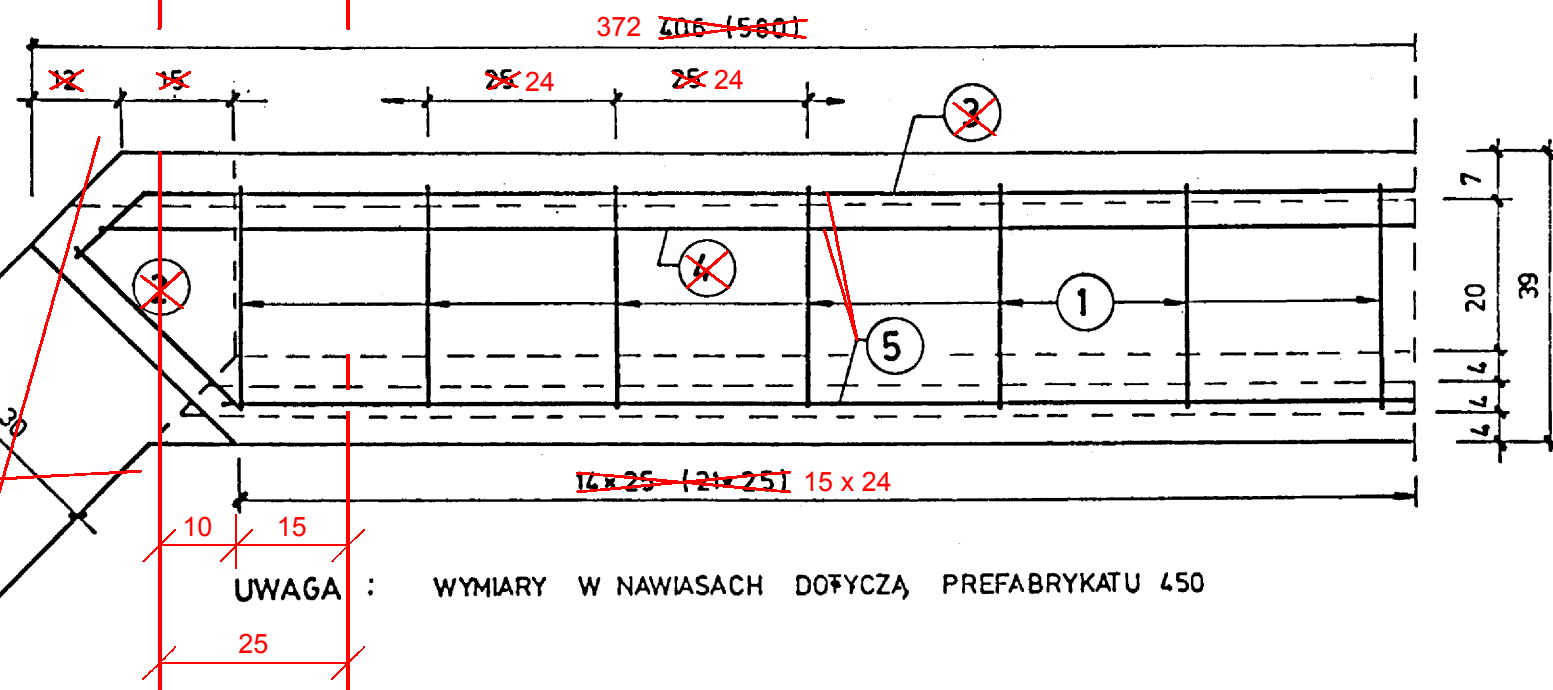 372 406 (580)
12 15 25 24 25 24
3
7
2 4 1 20 39
5
4
4
30 4
14×25 (21×25) 15 x 24
10 15
UWAGA : WYMIARY W NAWIASACH DOTYCZĄ PREFABRYKATU 450
25